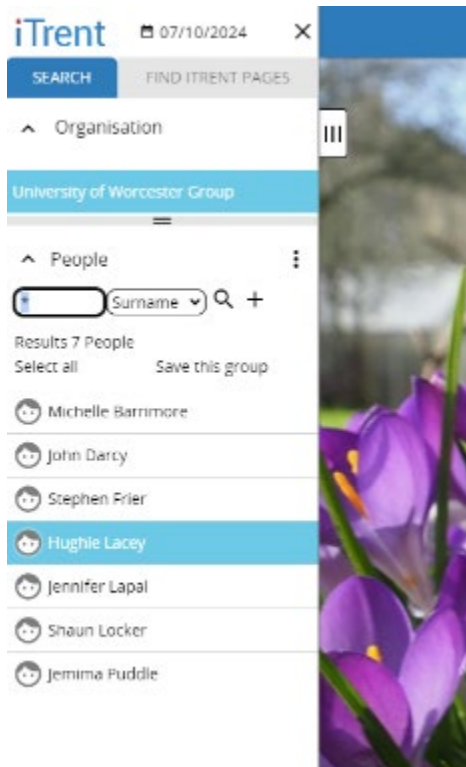 iTrent 07/10/2024
SEARCH FIND ITRENT PAGES
Organisation
University of Worcester Group
People
* Surname
Results 7 People
Select all Save this group
Michelle Barrimore
John Darcy
Stephen Frier
Hughie Lacey
Jennifer Lapal
Shaun Locker
Jemima Puddle